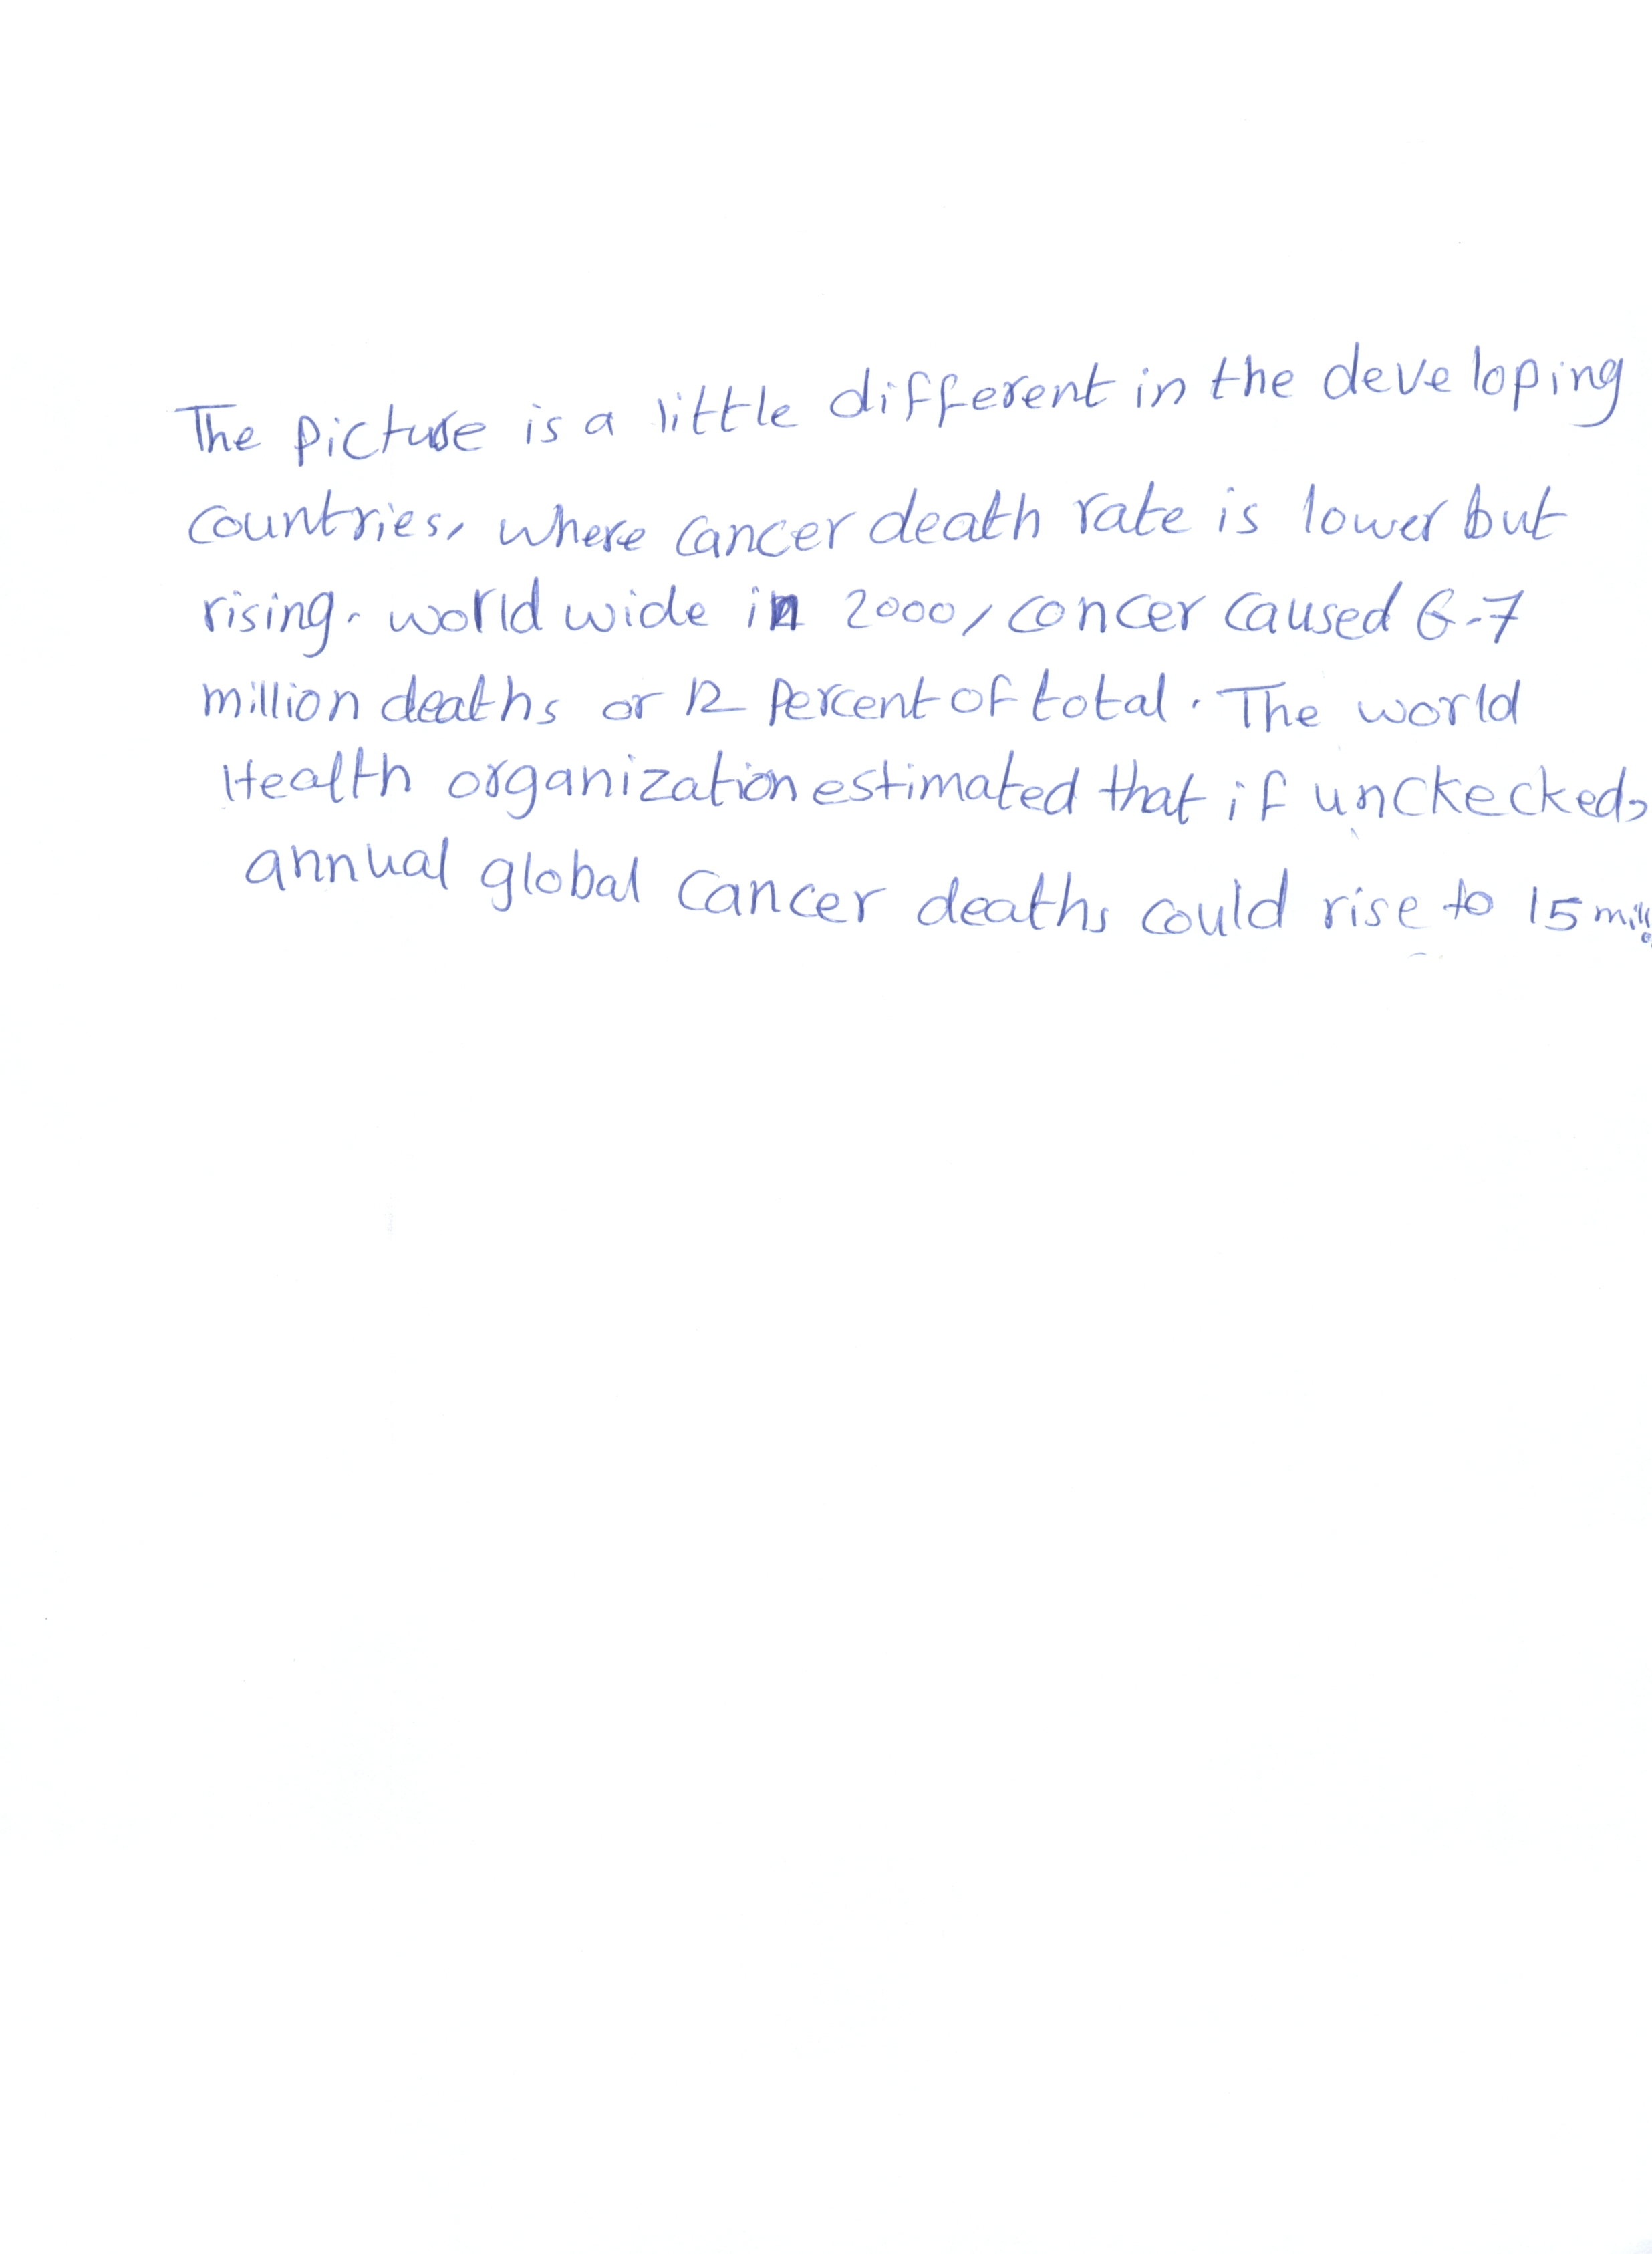 The picture is a little different in the developing
countries, where cancer death rate is lower but
rising. world wide in 2000, concer caused 6.7
million deaths or 12 percent of total. The world
Health organization estimated that if unckecked,
annual global cancer deaths could rise to 15